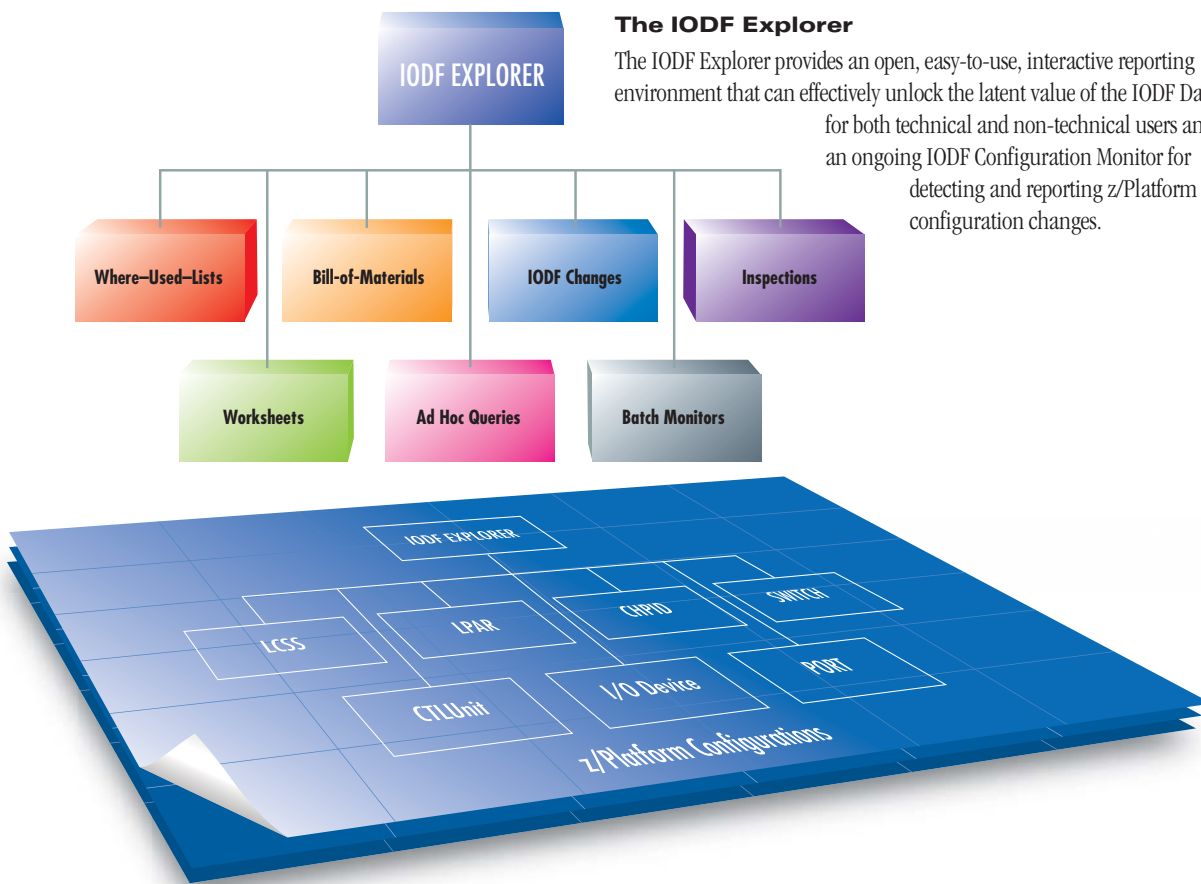 The IODF Explorer
The IODF Explorer provides an open, easy-to-use, interactive reporting
environment that can effectively unlock the latent value of the IODF
for both technical and non-technical users
an ongoing IODF Configuration Monitor for
detecting and reporting z/Platform
configuration changes.
IODF EXPLORER
Where–Used–Lists
Bill-of-Materials
IODF Changes
Inspections
Worksheets
Ad Hoc Queries
Batch Monitors
IODF EXPLORER
LCSS
LPAR
CHPID
SWITCH
CTLUnit
I/O Device
PORT
z/Platform Configurations